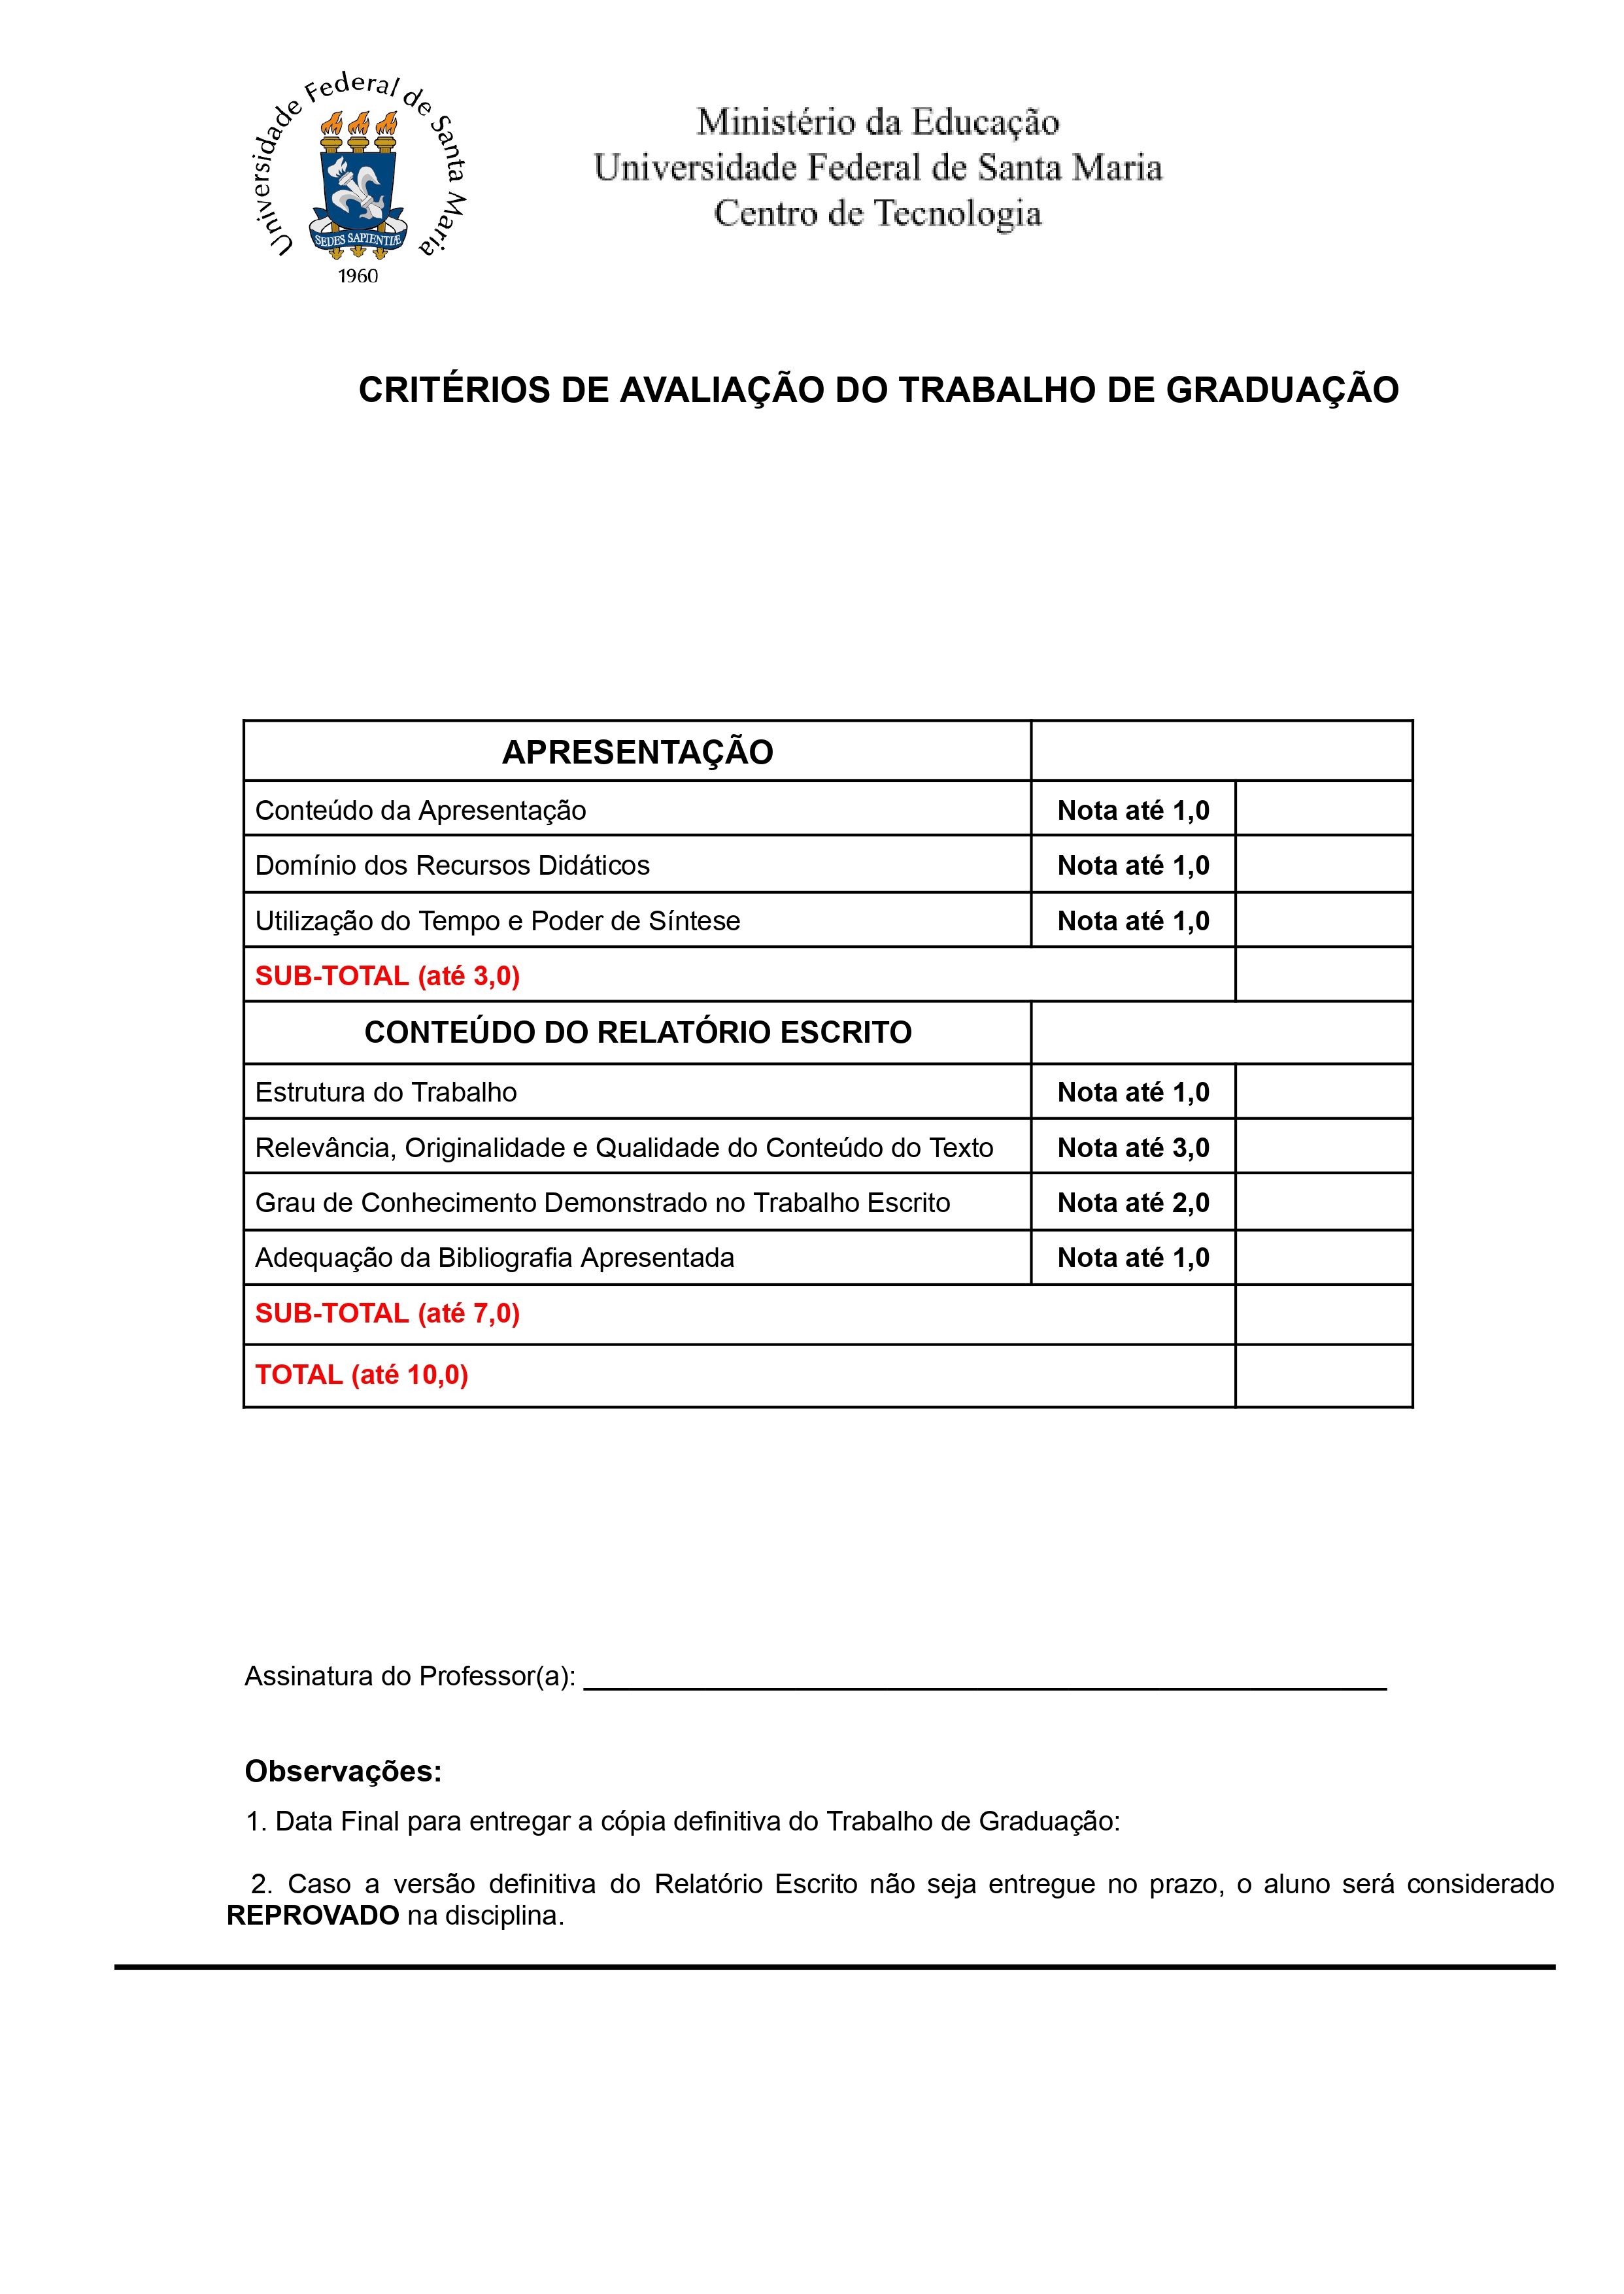 Universidade Federal de Santa Maria
SEDES SAPIENTIÆ
1960
Ministério da Educação
Universidade Federal de Santa Maria
Centro de Tecnologia
CRITÉRIOS DE AVALIAÇÃO DO TRABALHO DE GRADUAÇÃO
APRESENTAÇÃO
Conteúdo da Apresentação Nota até 1,0
Domínio dos Recursos Didáticos Nota até 1,0
Utilização do Tempo e Poder de Síntese Nota até 1,0
SUB-TOTAL (até 3,0)
CONTEÚDO DO RELATÓRIO ESCRITO
Estrutura do Trabalho Nota até 1,0
Relevância, Originalidade e Qualidade do Conteúdo do Texto Nota até 3,0
Grau de Conhecimento Demonstrado no Trabalho Escrito Nota até 2,0
Adequação da Bibliografia Apresentada Nota até 1,0
SUB-TOTAL (até 7,0)
TOTAL (até 10,0)
Assinatura do Professor(a):
Observações:
1. Data Final para entregar a cópia definitiva do Trabalho de Graduação:
2. Caso a versão definitiva do Relatório Escrito não seja entregue no prazo, o aluno será considerado
REPROVADO na disciplina.